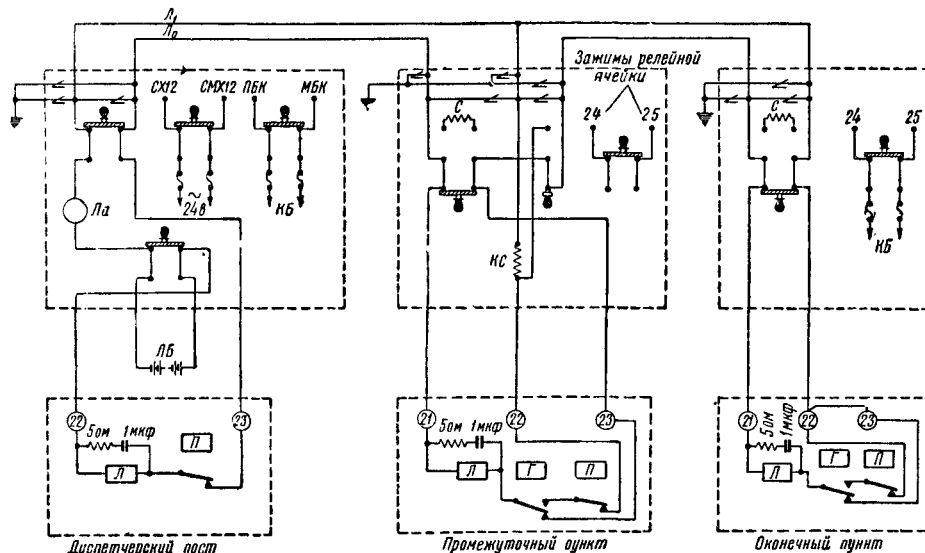 Л₁
Л₀
Зажимы релейной
ячейки
СХ12 СМХ12 ПБК МБК
С
24 25
С
24 25
Ла
~
24в
КБ
КС
КБ
ЛБ
22 23
5ом 1мкф
П
Л
21 22 23
5ом 1мкф
Л Г П
21 22 23
5ом 1мкф
Л Г П
Диспетчерский пост
Промежуточный пункт
Оконечный пункт